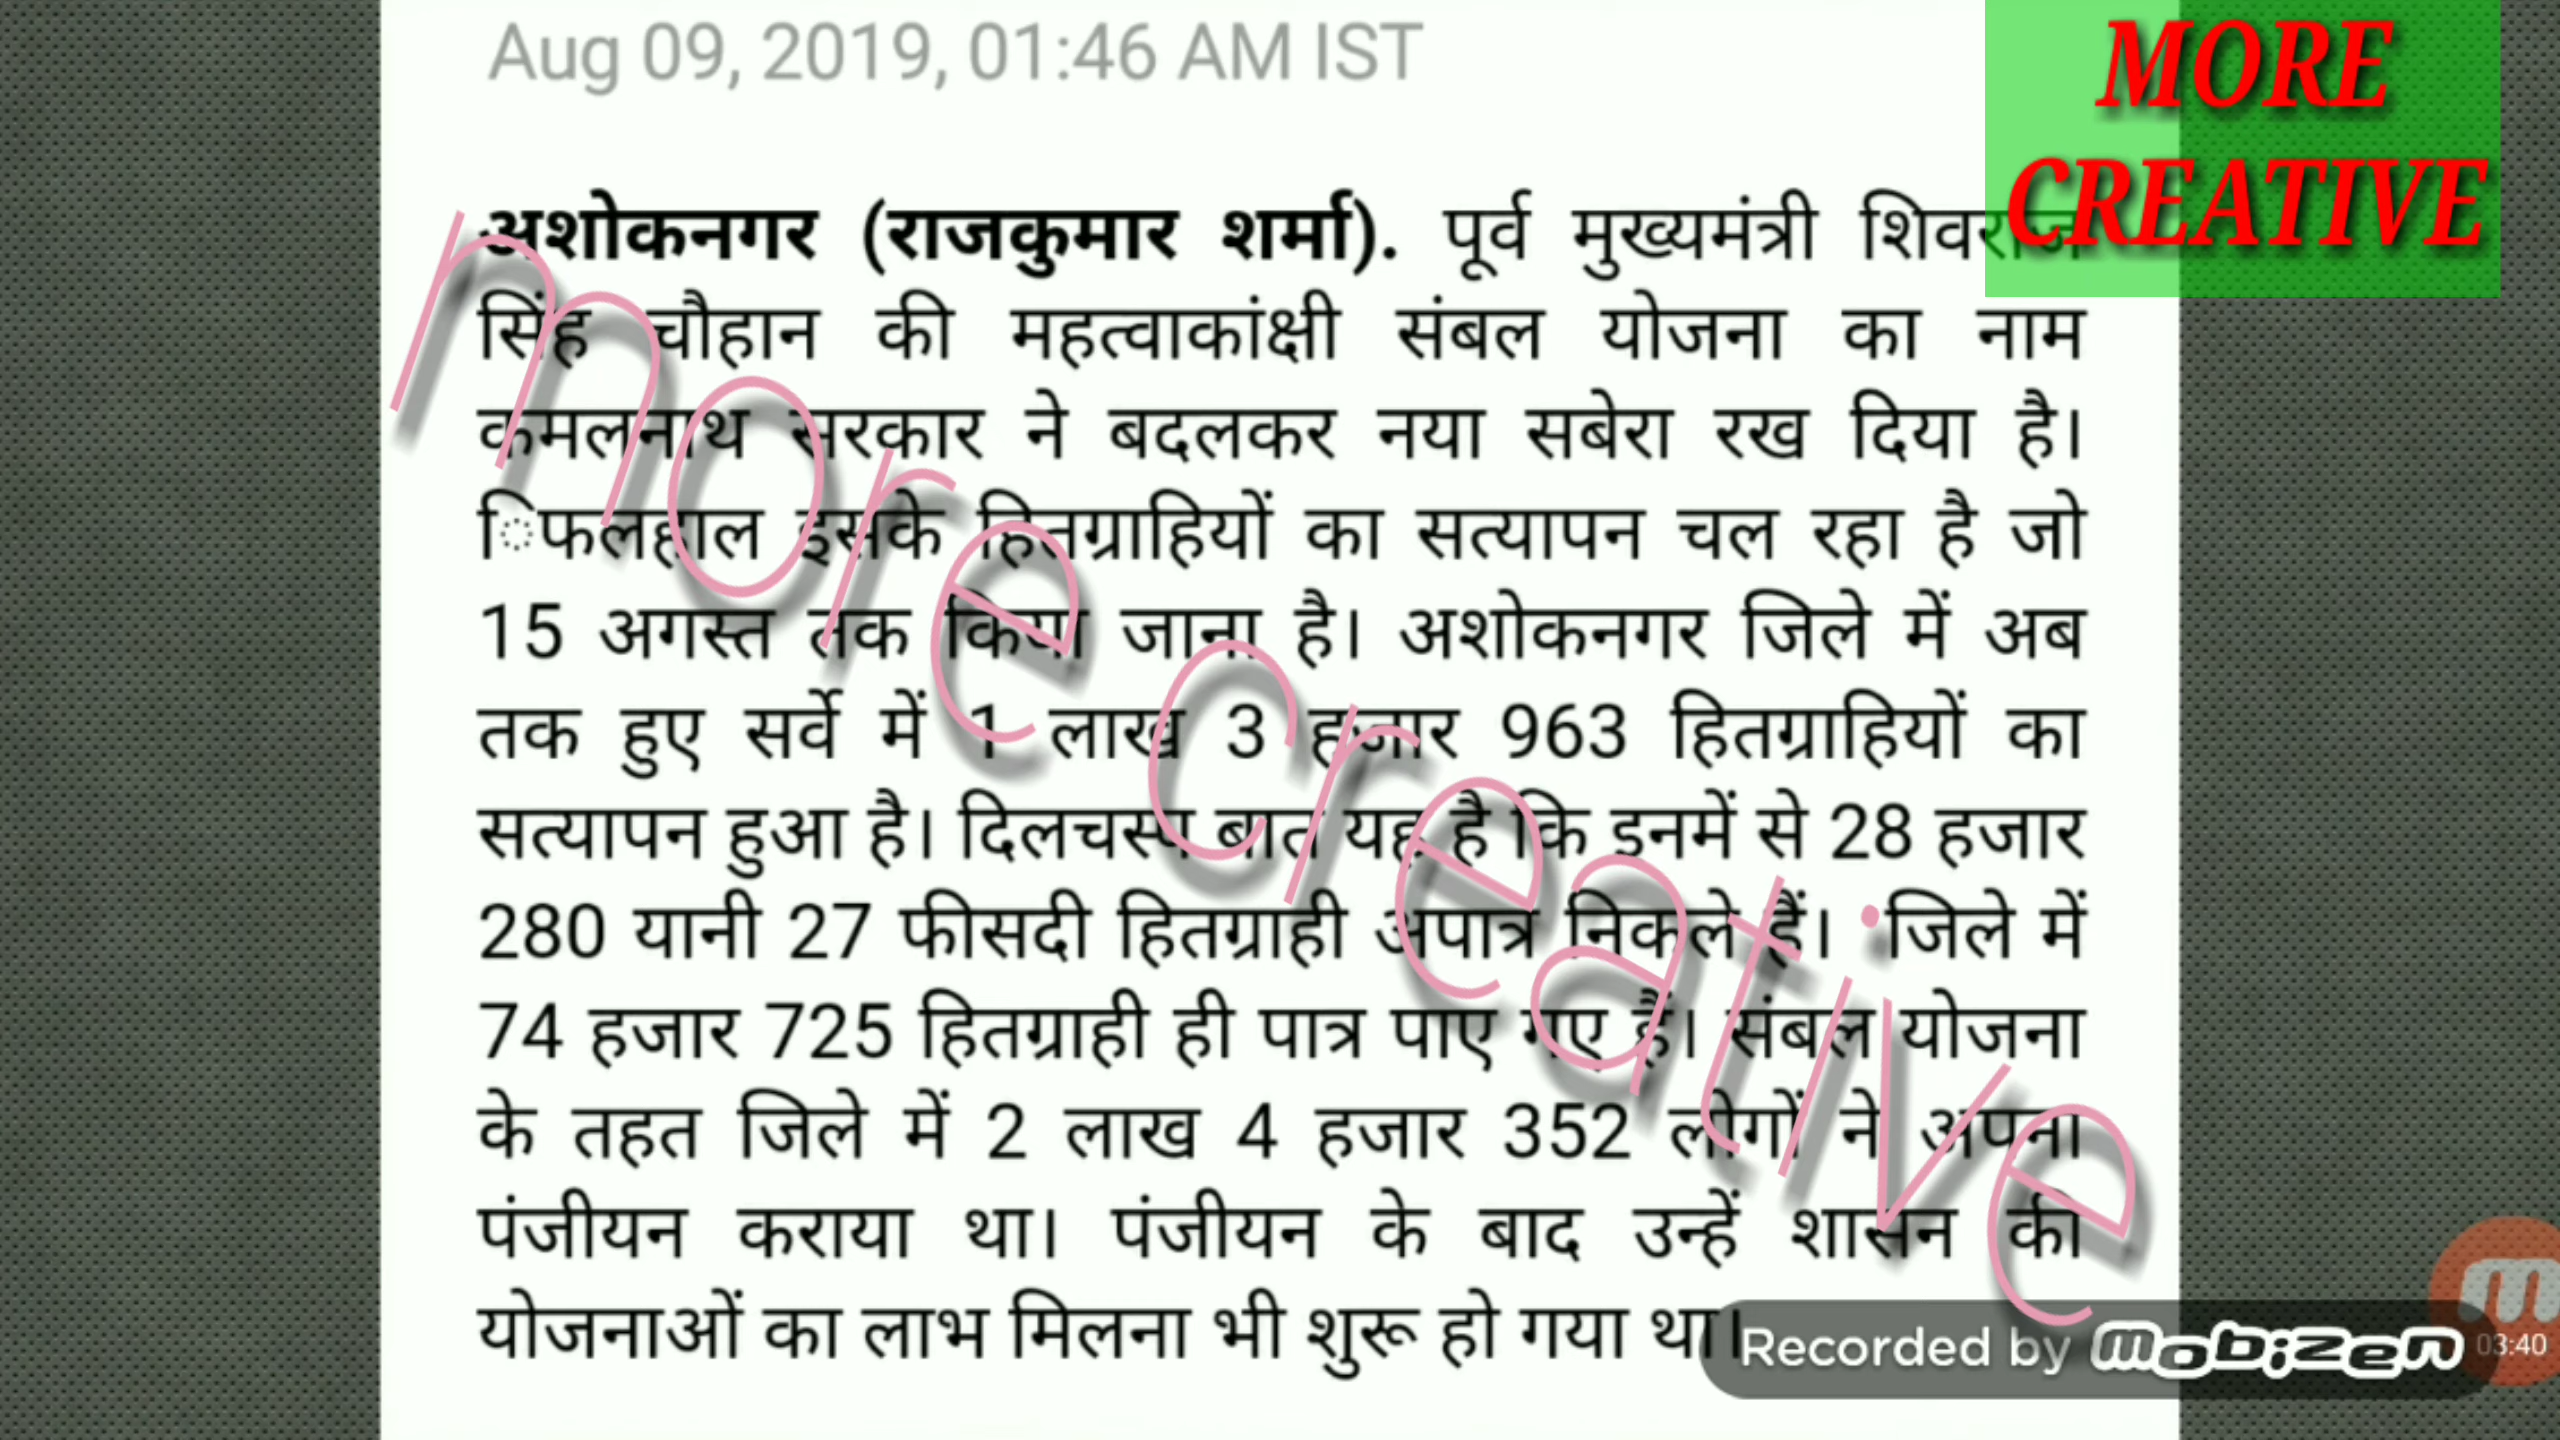 Aug 09, 2019, 01:46 AM IST
MORE
CREATIVE
अशोकनगर (राजकुमार शर्मा). पूर्व मुख्यमंत्री शिवराज
सिंह चौहान की महत्वाकांक्षी संबल योजना का नाम
कमलनाथ सरकार ने बदलकर नया सबेरा रख दिया है।
िफलहाल इसके हितग्राहियों का सत्यापन चल रहा है जो
15 अगस्त तक किया जाना है। अशोकनगर जिले में अब
तक हुए सर्वे में 1 लाख 3 हजार 963 हितग्राहियों का
सत्यापन हुआ है। दिलचस्प बात यह है कि इनमें से 28 हजार
280 यानी 27 फीसदी हितग्राही अपात्र निकले हैं। जिले में
74 हजार 725 हितग्राही ही पात्र पाए गए हैं। संबल योजना
के तहत जिले में 2 लाख 4 हजार 352 लोगों ने अपना
पंजीयन कराया था। पंजीयन के बाद उन्हें शासन की
योजनाओं का लाभ मिलना भी शुरू हो गया था।
more creative
Recorded by mobizen
03:40